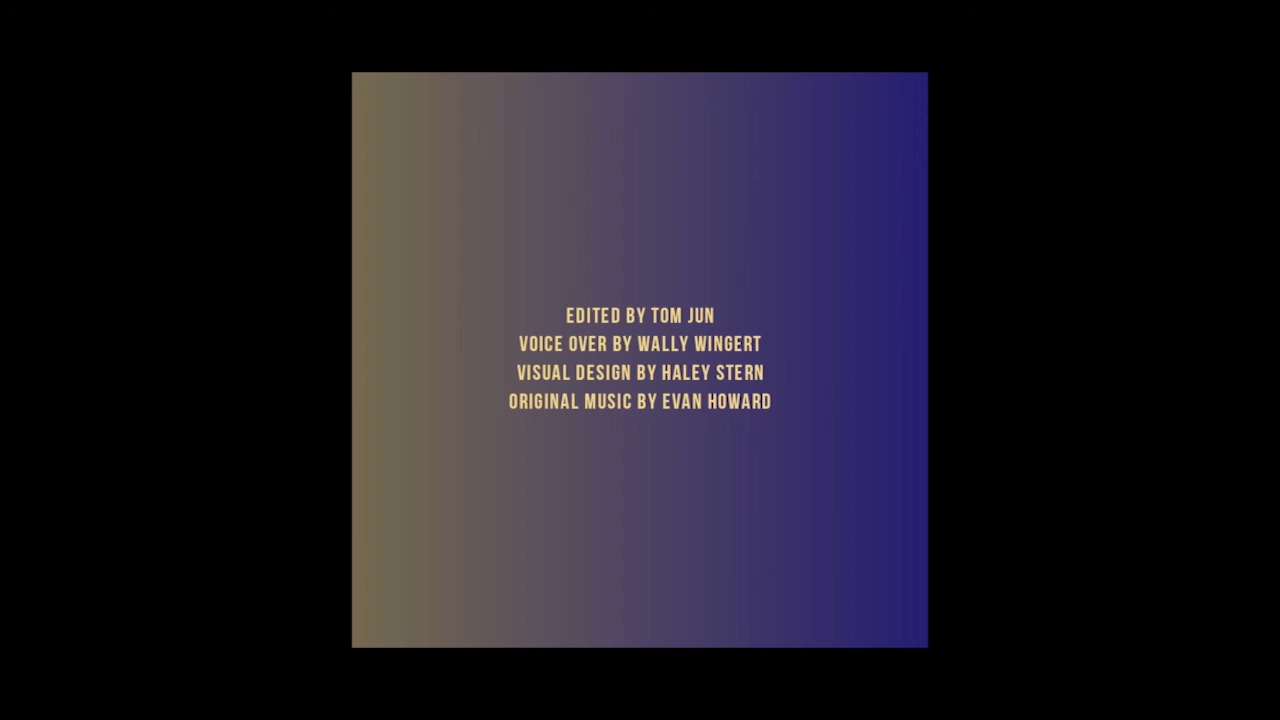 EDITED BY TOM JUN
VOICE OVER BY WALLY WINGERT
VISUAL DESIGN BY HALEY STERN
ORIGINAL MUSIC BY EVAN HOWARD